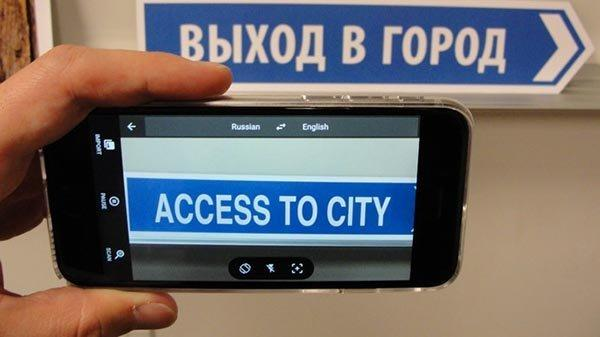 ВЫХОД В ГОРОД
Russian English
ACCESS TO CITY
IMPORT
PAUSE
SCAN